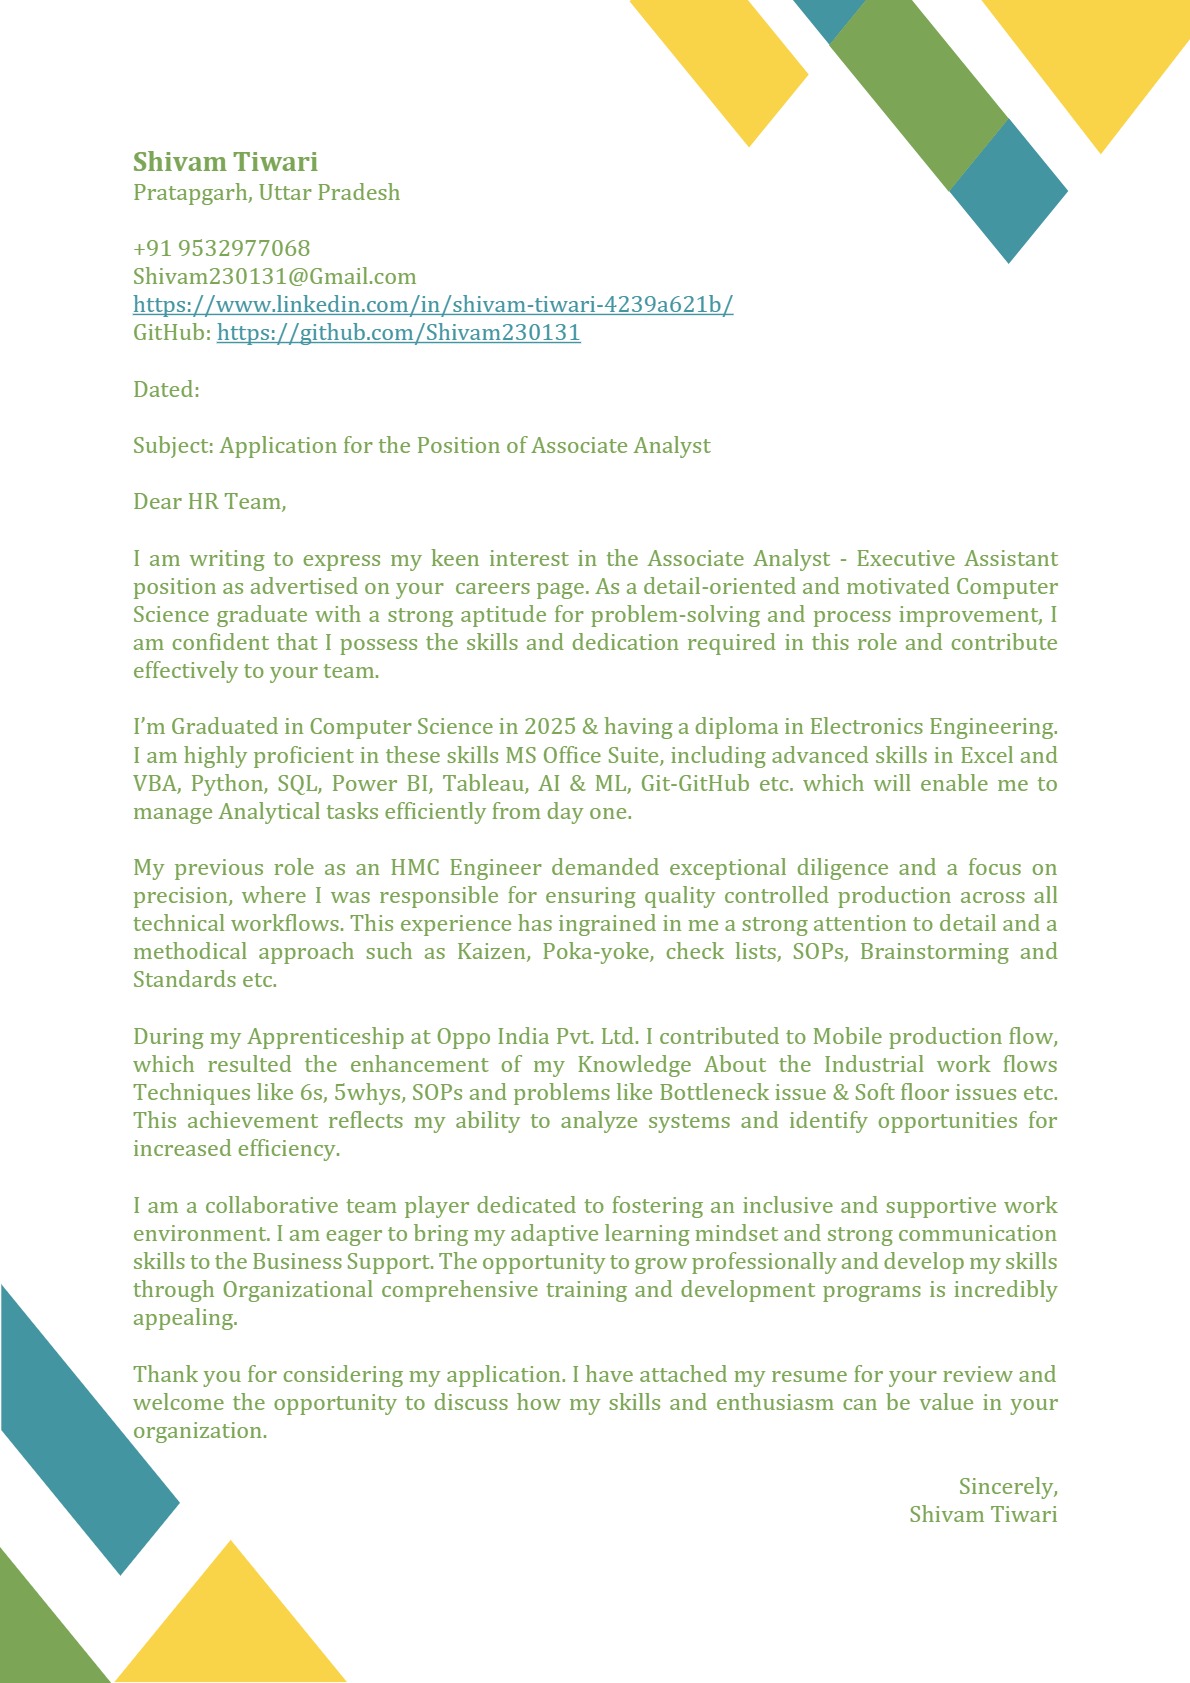 Shivam Tiwari
Pratapgarh, Uttar Pradesh
+91 9532977068
Shivam230131@Gmail.com
https://www.linkedin.com/in/shivam-tiwari-4239a621b/
GitHub: https://github.com/Shivam230131
Dated:
Subject: Application for the Position of Associate Analyst
Dear HR Team,
I am writing to express my keen interest in the Associate Analyst - Executive Assistant
position as advertised on your  careers page. As a detail-oriented and motivated Computer
Science graduate with a strong aptitude for problem-solving and process improvement, I
am confident that I possess the skills and dedication required in this role and contribute
effectively to your team.
I’m Graduated in Computer Science in 2025 & having a diploma in Electronics Engineering.
I am highly proficient in these skills MS Office Suite, including advanced skills in Excel and
VBA, Python, SQL, Power BI, Tableau, AI & ML, Git-GitHub etc. which will enable me to
manage Analytical tasks efficiently from day one.
My previous role as an HMC Engineer demanded exceptional diligence and a focus on
precision, where I was responsible for ensuring quality controlled production across all
technical workflows. This experience has ingrained in me a strong attention to detail and a
methodical approach such as Kaizen, Poka-yoke, check lists, SOPs, Brainstorming and
Standards etc.
During my Apprenticeship at Oppo India Pvt. Ltd. I contributed to Mobile production flow,
which resulted the enhancement of my Knowledge About the Industrial work flows
Techniques like 6s, 5whys, SOPs and problems like Bottleneck issue & Soft floor issues etc.
This achievement reflects my ability to analyze systems and identify opportunities for
increased efficiency.
I am a collaborative team player dedicated to fostering an inclusive and supportive work
environment. I am eager to bring my adaptive learning mindset and strong communication
skills to the Business Support. The opportunity to grow professionally and develop my skills
through Organizational comprehensive training and development programs is incredibly
appealing.
Thank you for considering my application. I have attached my resume for your review and
welcome the opportunity to discuss how my skills and enthusiasm can be value in your
organization.
Sincerely,
Shivam Tiwari